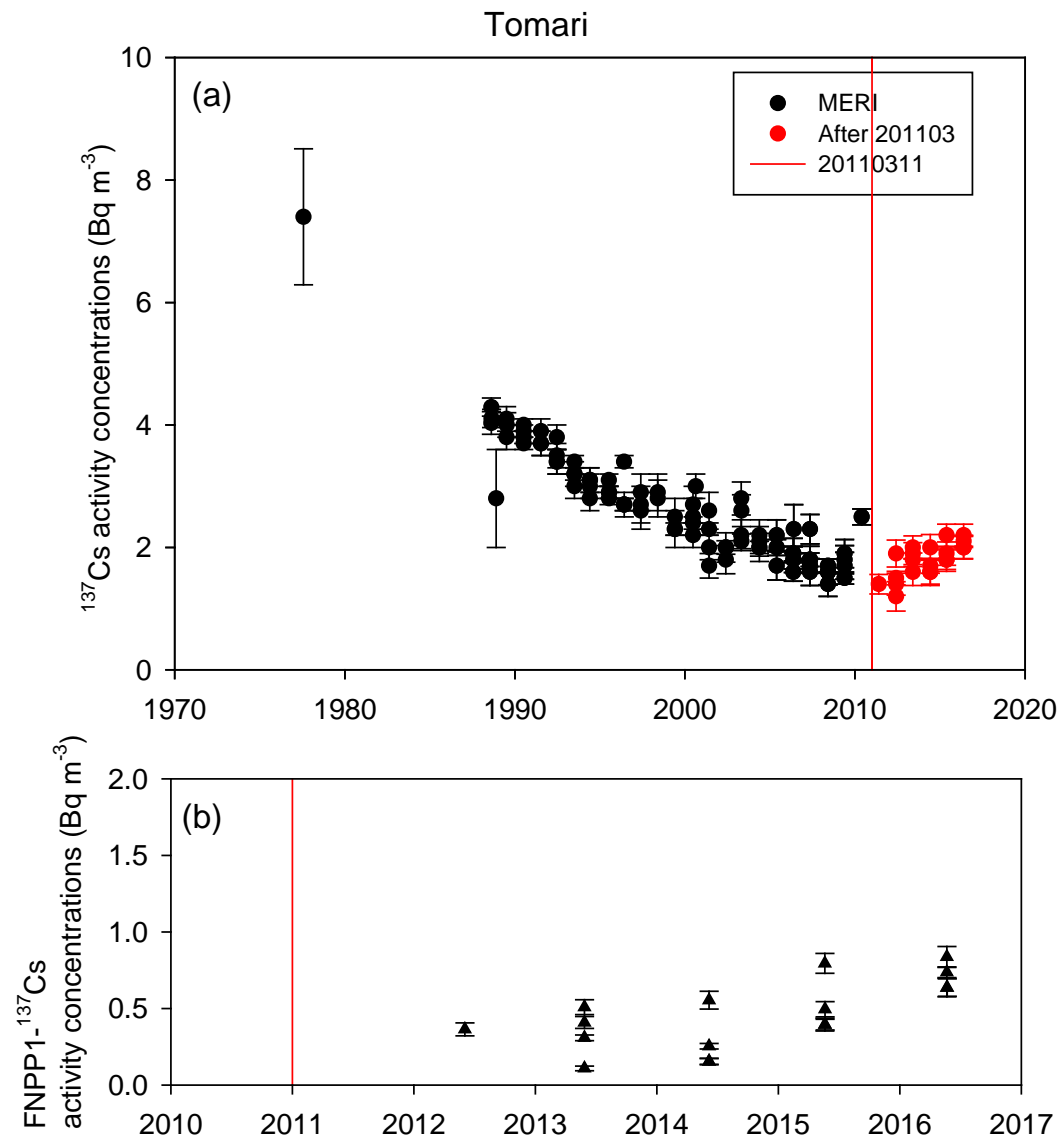 Tomari
(a)
MERI
After 201103
20110311
10
8
6
4
2
0
¹³⁷Cs activity concentrations (Bq m⁻³)
1970 1980 1990 2000 2010 2020
(b)
2.0
1.5
1.0
0.5
0.0
FNPP1-¹³⁷Cs
activity concentrations (Bq m⁻³)
2010 2011 2012 2013 2014 2015 2016 2017